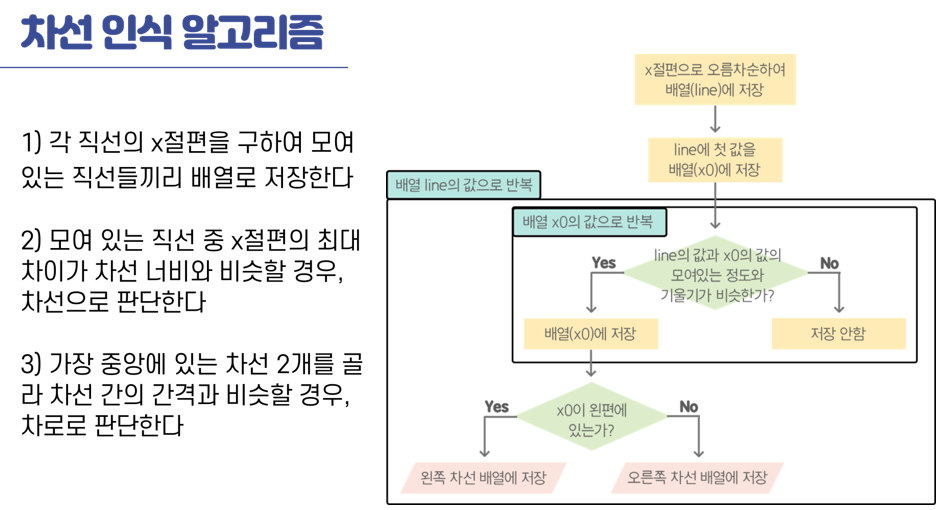 차선 인식 알고리즘
1) 각 직선의 x절편을 구하여 모여
있는 직선들끼리 배열로 저장한다
2) 모여 있는 직선 중 x절편의 최대
차이가 차선 너비와 비슷할 경우,
차선으로 판단한다
3) 가장 중앙에 있는 차선 2개를 골
라 차선 간의 간격과 비슷할 경우,
차로로 판단한다
x절편으로 오름차순하여
배열(line)에 저장
line에 첫 값을
배열(x0)에 저장
배열 line의 값으로 반복
배열 x0의 값으로 반복
line의 값과 x0의 값의
모여있는 정도와
기울기가 비슷한가?
Yes
No
배열(x0)에 저장
저장 안함
x0이 왼편에
있는가?
Yes
No
왼쪽 차선 배열에 저장
오른쪽 차선 배열에 저장